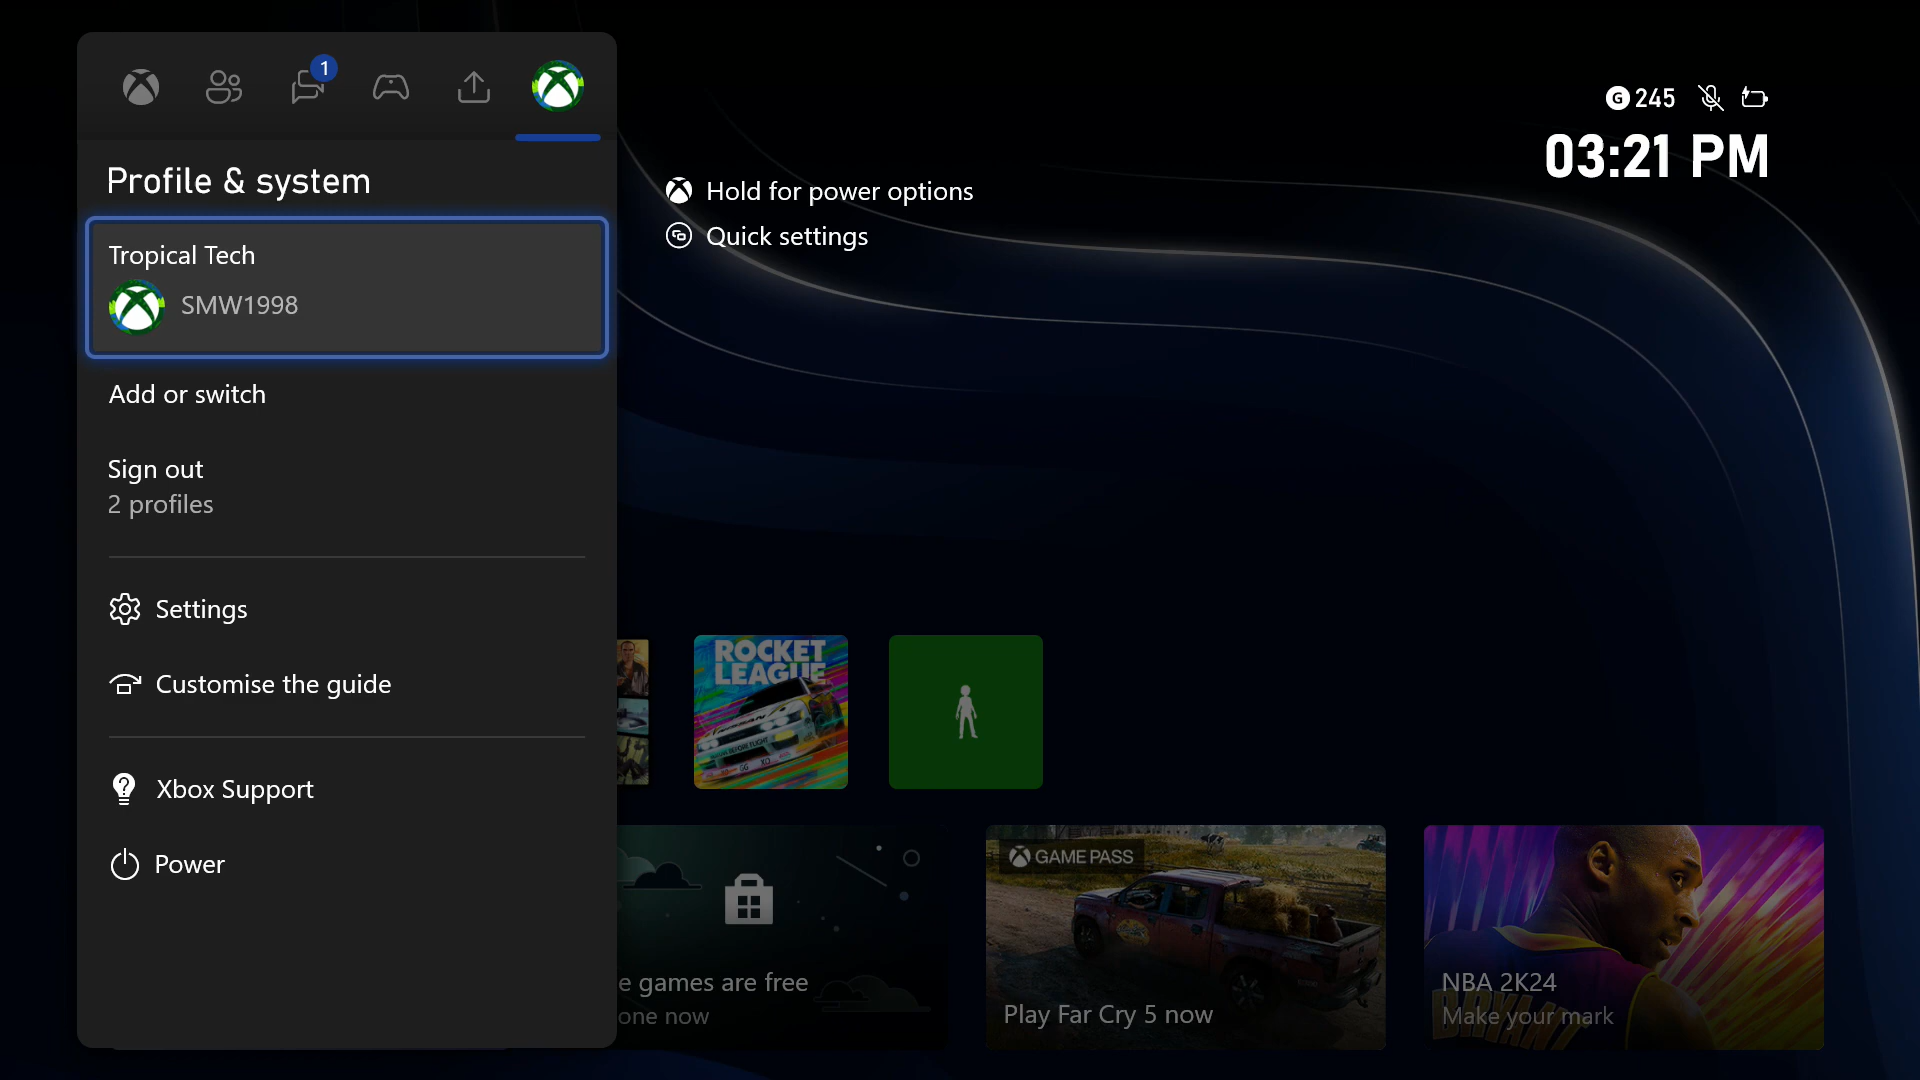 1
Profile & system
Tropical Tech
SMW1998
Add or switch
Sign out
2 profiles
Settings
Customise the guide
Xbox Support
Power
Hold for power options
Quick settings
G 245
03:21 PM
ROCKET
LEAGUE
e games are free
one now
GAME PASS
Play Far Cry 5 now
NBA 2K24
Make your mark
BRYANT